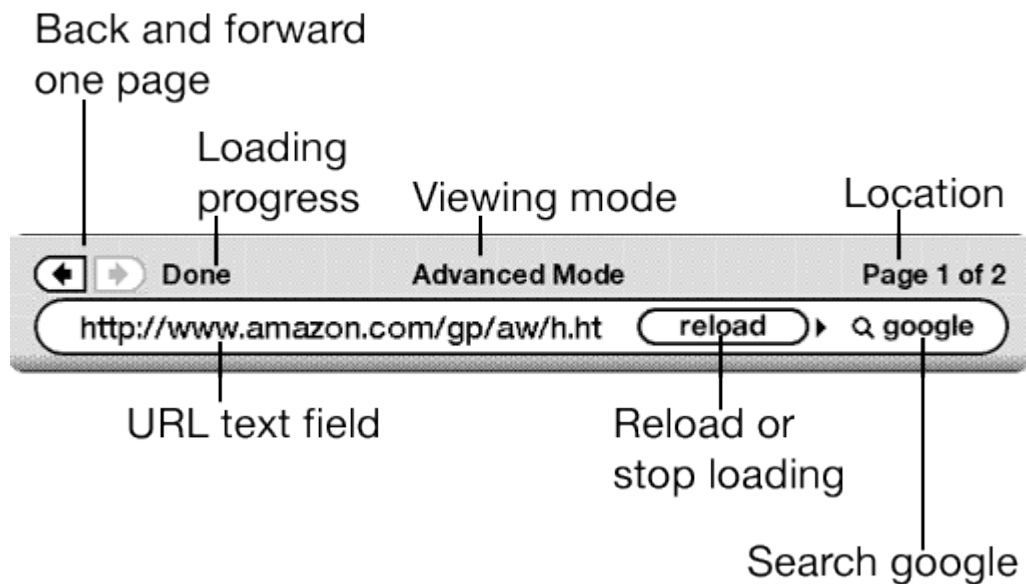 Back and forward
one page
Loading
progress
Viewing mode
Location
Done
Advanced Mode
Page 1 of 2
http://www.amazon.com/gp/aw/h.ht
reload
google
URL text field
Reload or
stop loading
Search google